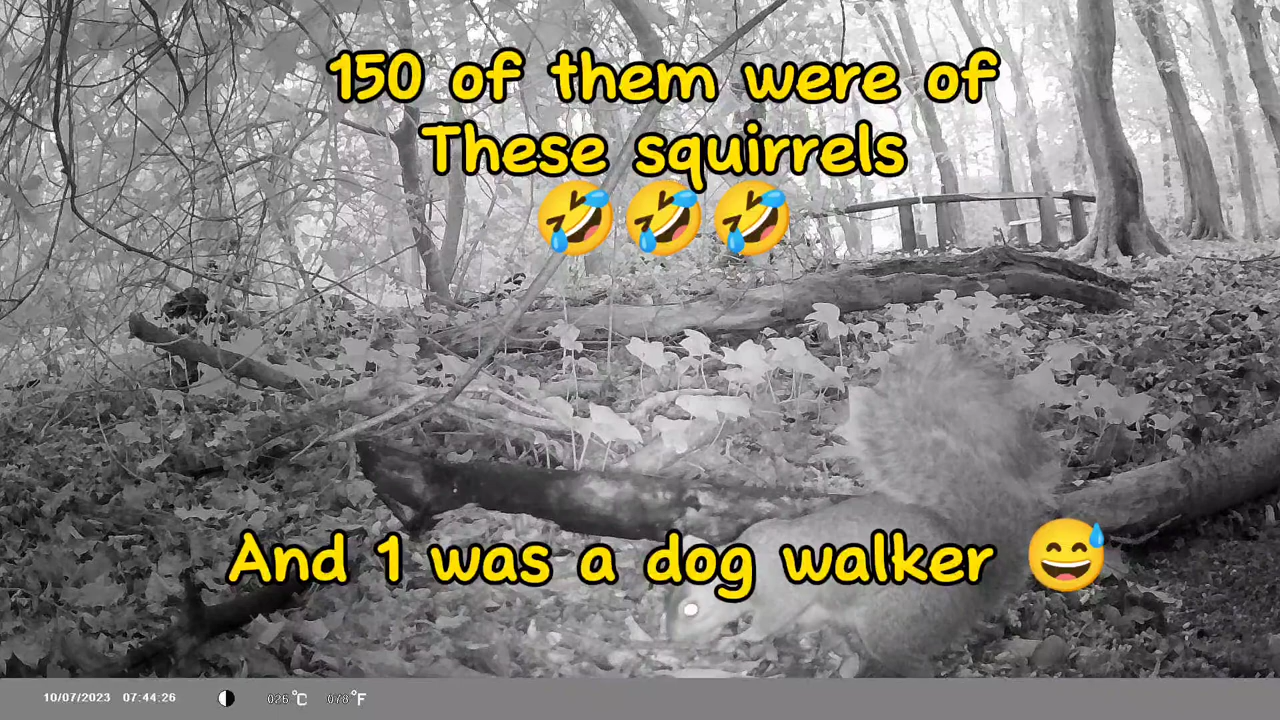 150 of them were of
These squirrels
🤣🤣🤣
And 1 was a dog walker 😅
10/07/2023 07:44:26 026°C 078°F